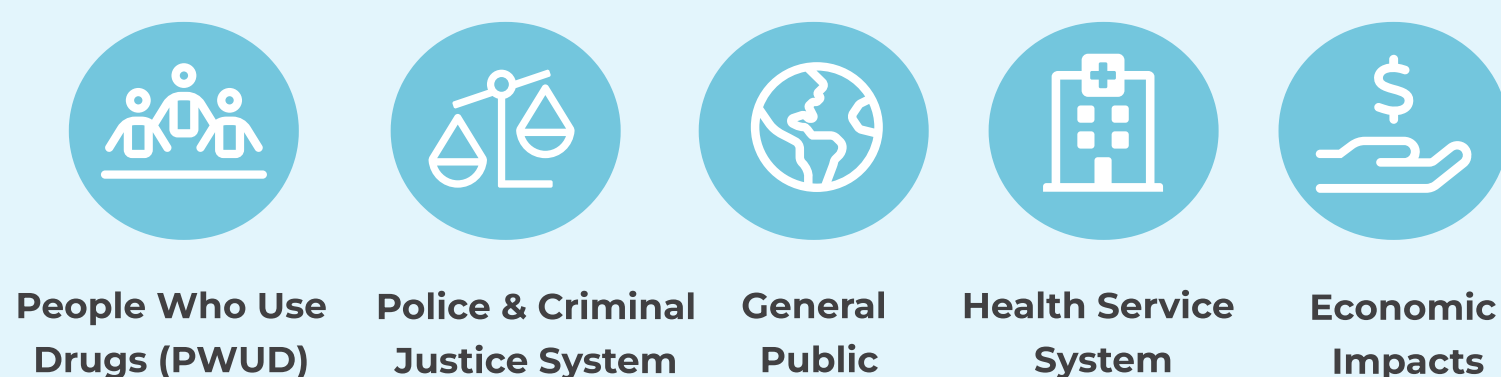 People Who Use
Drugs (PWUD)
Police & Criminal
Justice System
General
Public
Health Service
System
$
Economic
Impacts